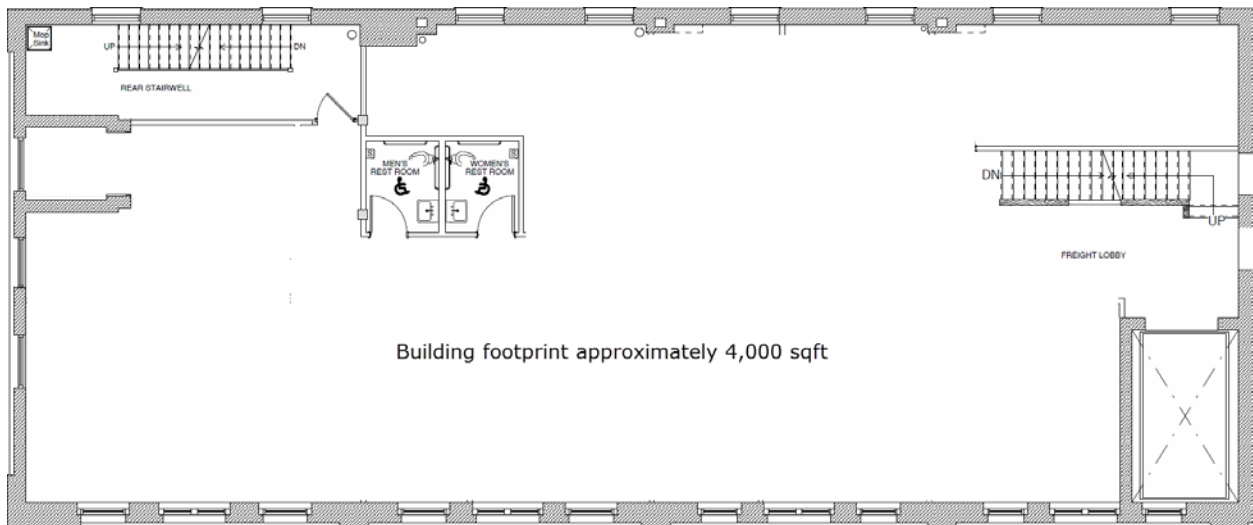 Mop
Sink
UP
DN
REAR STAIRWELL
MEN'S
REST ROOM
WOMEN'S
REST ROOM
DN
UP
FREIGHT LOBBY
Building footprint approximately 4,000 sqft